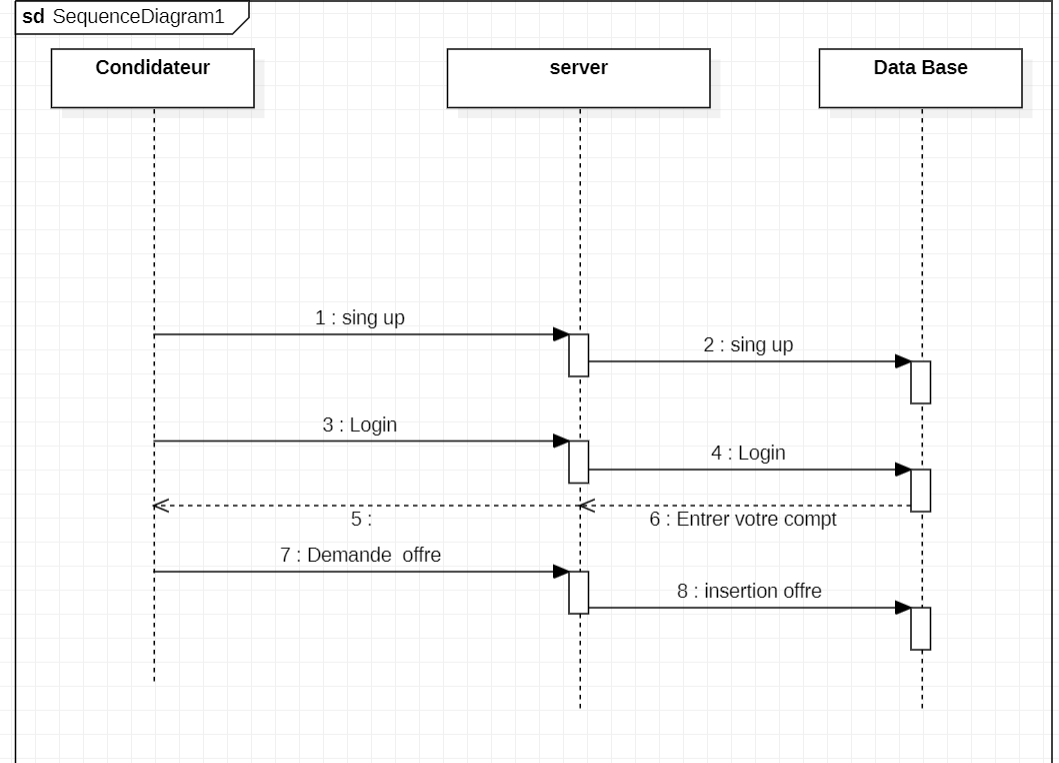 sd SequenceDiagram1
Condidateur
server
Data Base
1 : sing up
2 : sing up
3 : Login
4 : Login
5 :
6 : Entrer votre compt
7 : Demande  offre
8 : insertion offre